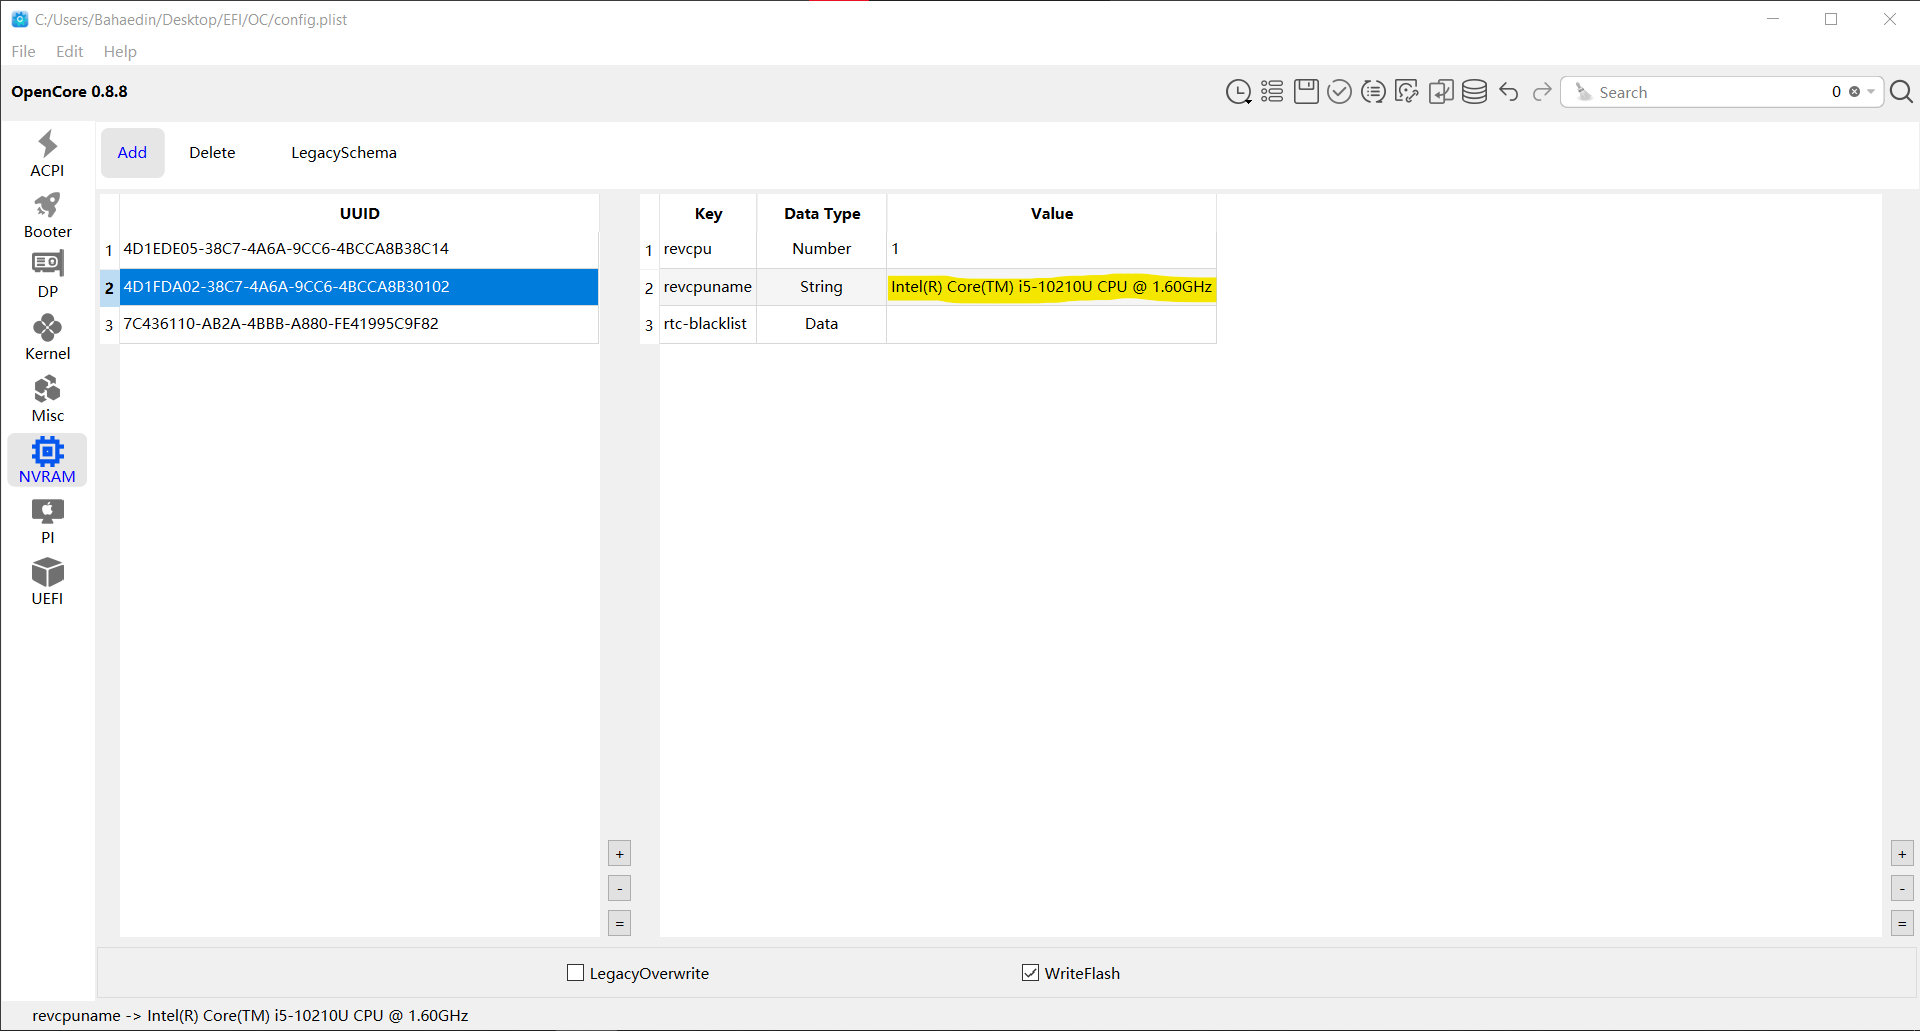 C:/Users/Bahaedin/Desktop/EFI/OC/config.plist
File Edit Help
OpenCore 0.8.8
Search 0
ACPI
Booter
DP
Kernel
Misc
NVRAM
PI
UEFI
Add Delete LegacySchema
UUID
1 4D1EDE05-38C7-4A6A-9CC6-4BCCA8B38C14
2 4D1FDA02-38C7-4A6A-9CC6-4BCCA8B30102
3 7C436110-AB2A-4BBB-A880-FE41995C9F82
+
-
=
Key Data Type Value
1 revcpu Number 1
2 revcpuname String Intel(R) Core(TM) i5-10210U CPU @ 1.60GHz
3 rtc-blacklist Data
+
-
=
LegacyOverwrite WriteFlash
revcpuname -> Intel(R) Core(TM) i5-10210U CPU @ 1.60GHz